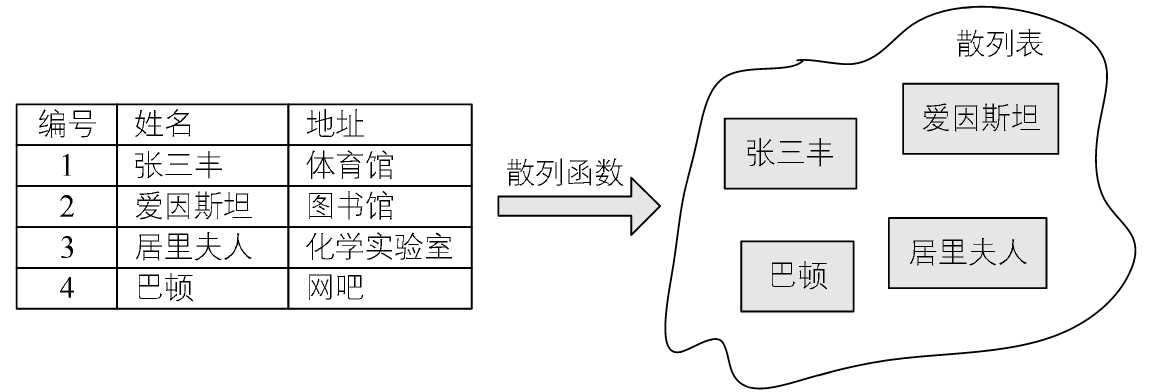 编号 姓名 地址
1 张三丰 体育馆
2 爱因斯坦 图书馆
3 居里夫人 化学实验室
4 巴顿 网吧
散列函数
散列表
爱因斯坦
张三丰
居里夫人
巴顿